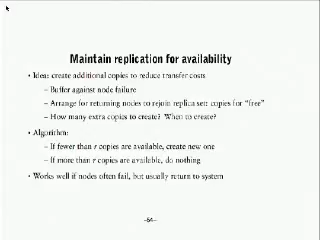 Maintain replication for availability
• Idea: create additional copies to reduce transfer costs
– Buffer against node failure
– Arrange for returning nodes to rejoin replica set: copies for "free"
– How many extra copies to create? When to create?
• Algorithm:
– If fewer than r copies are available, create new one
– If more than r copies are available, do nothing
• Works well if nodes often fail, but usually return to system
–64–